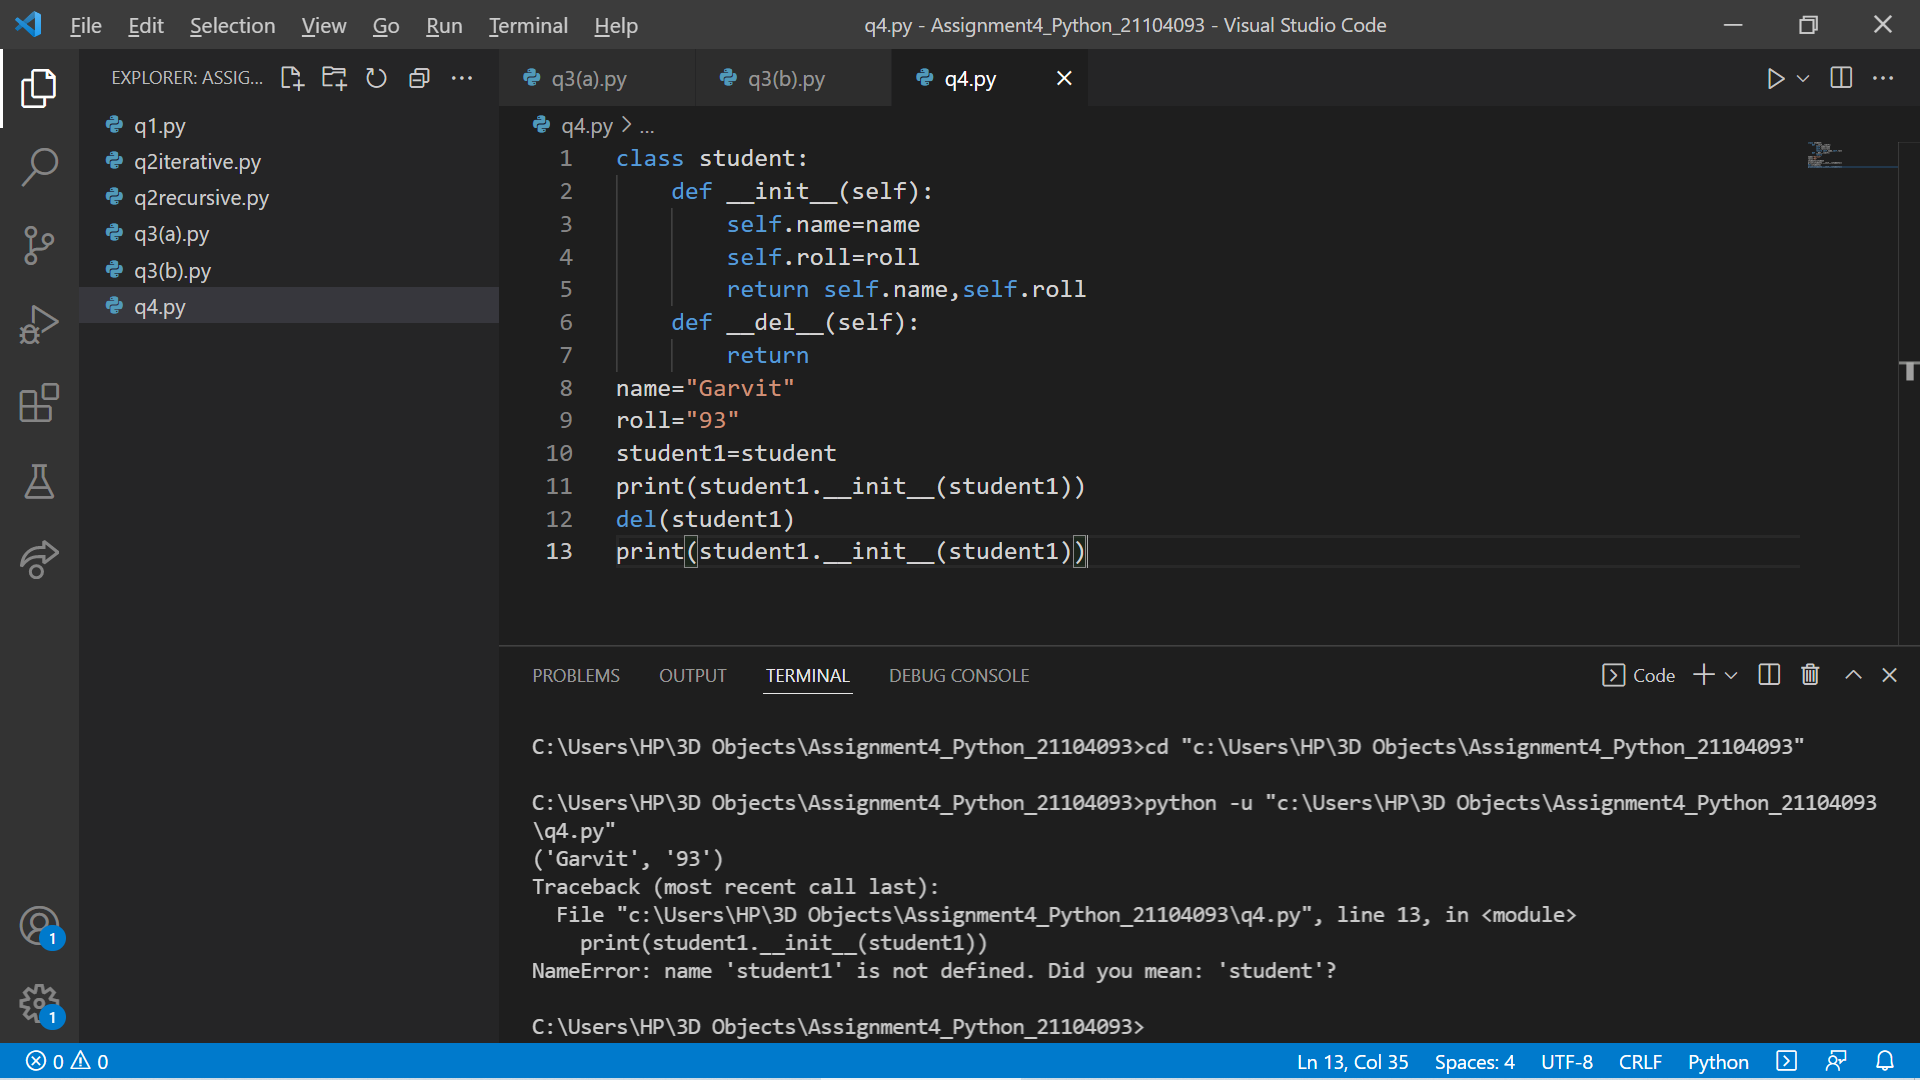 File Edit Selection View Go Run Terminal Help q4.py - Assignment4_Python_21104093 - Visual Studio Code
EXPLORER: ASSIG...
q1.py
q2iterative.py
q2recursive.py
q3(a).py
q3(b).py
q4.py
q3(a).py q3(b).py q4.py
q4.py > ...
1 class student:
2     def __init__(self):
3         self.name=name
4         self.roll=roll
5         return self.name,self.roll
6     def __del__(self):
7         return
8 name="Garvit"
9 roll="93"
10 student1=student
11 print(student1.__init__(student1))
12 del(student1)
13 print(student1.__init__(student1))
PROBLEMS OUTPUT TERMINAL DEBUG CONSOLE Code
C:\Users\HP\3D Objects\Assignment4_Python_21104093>cd "c:\Users\HP\3D Objects\Assignment4_Python_21104093"
C:\Users\HP\3D Objects\Assignment4_Python_21104093>python -u "c:\Users\HP\3D Objects\Assignment4_Python_21104093
\q4.py"
('Garvit', '93')
Traceback (most recent call last):
  File "c:\Users\HP\3D Objects\Assignment4_Python_21104093\q4.py", line 13, in <module>
    print(student1.__init__(student1))
NameError: name 'student1' is not defined. Did you mean: 'student'?
C:\Users\HP\3D Objects\Assignment4_Python_21104093>
1
1
0 0 Ln 13, Col 35 Spaces: 4 UTF-8 CRLF Python